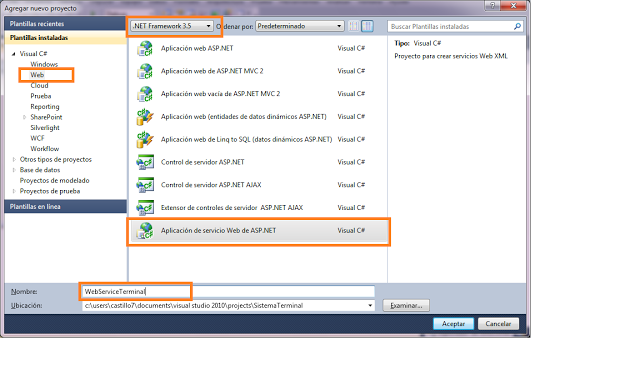 Agregar nuevo proyecto
Plantillas recientes
.NET Framework 3.5
Ordenar por: Predeterminado
Buscar Plantillas instaladas
Plantillas instaladas
Visual C#
Windows
Web
Cloud
Prueba
Reporting
SharePoint
Silverlight
WCF
Workflow
Otros tipos de proyectos
Base de datos
Proyectos de modelado
Proyectos de prueba
Plantillas en línea
Aplicación web ASP.NET Visual C#
Aplicación web de ASP.NET MVC 2 Visual C#
Aplicación web vacía de ASP.NET MVC 2 Visual C#
Aplicación web (entidades de datos dinámicos ASP.NET) Visual C#
Aplicación web de Linq to SQL (datos dinámicos ASP.NET) Visual C#
Control de servidor ASP.NET Visual C#
Control de servidor ASP.NET AJAX Visual C#
Extensor de controles de servidor ASP.NET AJAX Visual C#
Aplicación de servicio Web de ASP.NET Visual C#
Tipo: Visual C#
Proyecto para crear servicios Web XML
Nombre: WebServiceTerminal
Ubicación: c:\users\castillo7\documents\visual studio 2010\projects\SistemaTerminal
Examinar...
Aceptar Cancelar